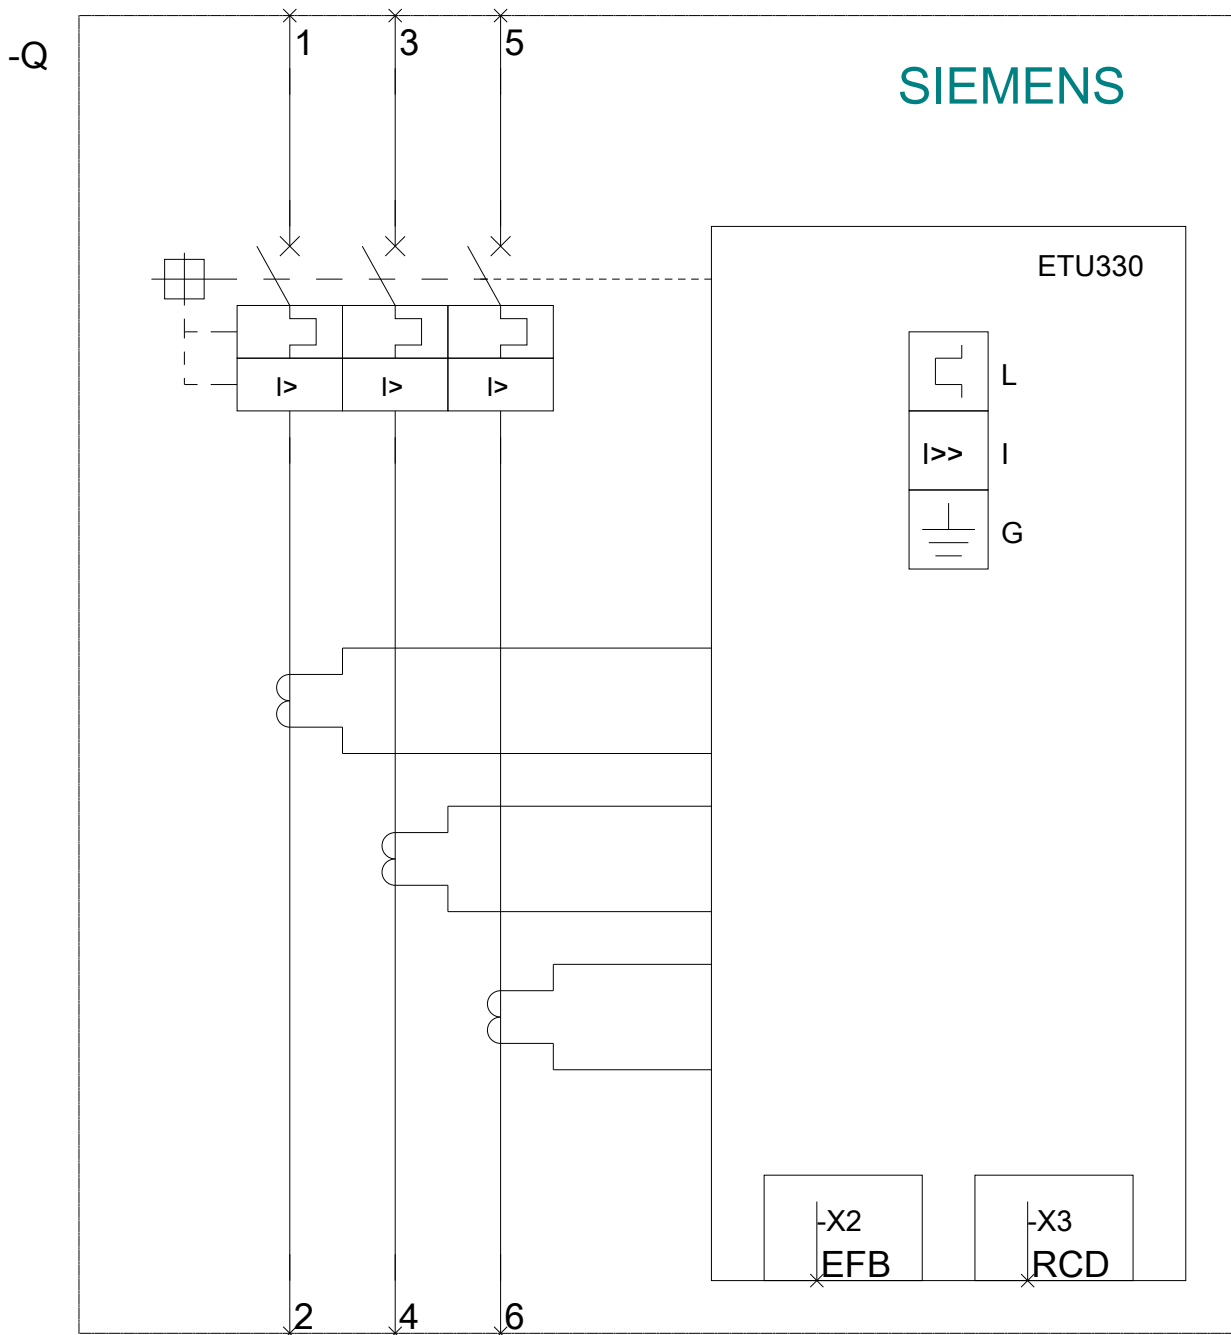 1 3 5
-Q
SIEMENS
ETU330
L
I> I> I>
I>> I
G
-X2 -X3
EFB RCD
2 4 6